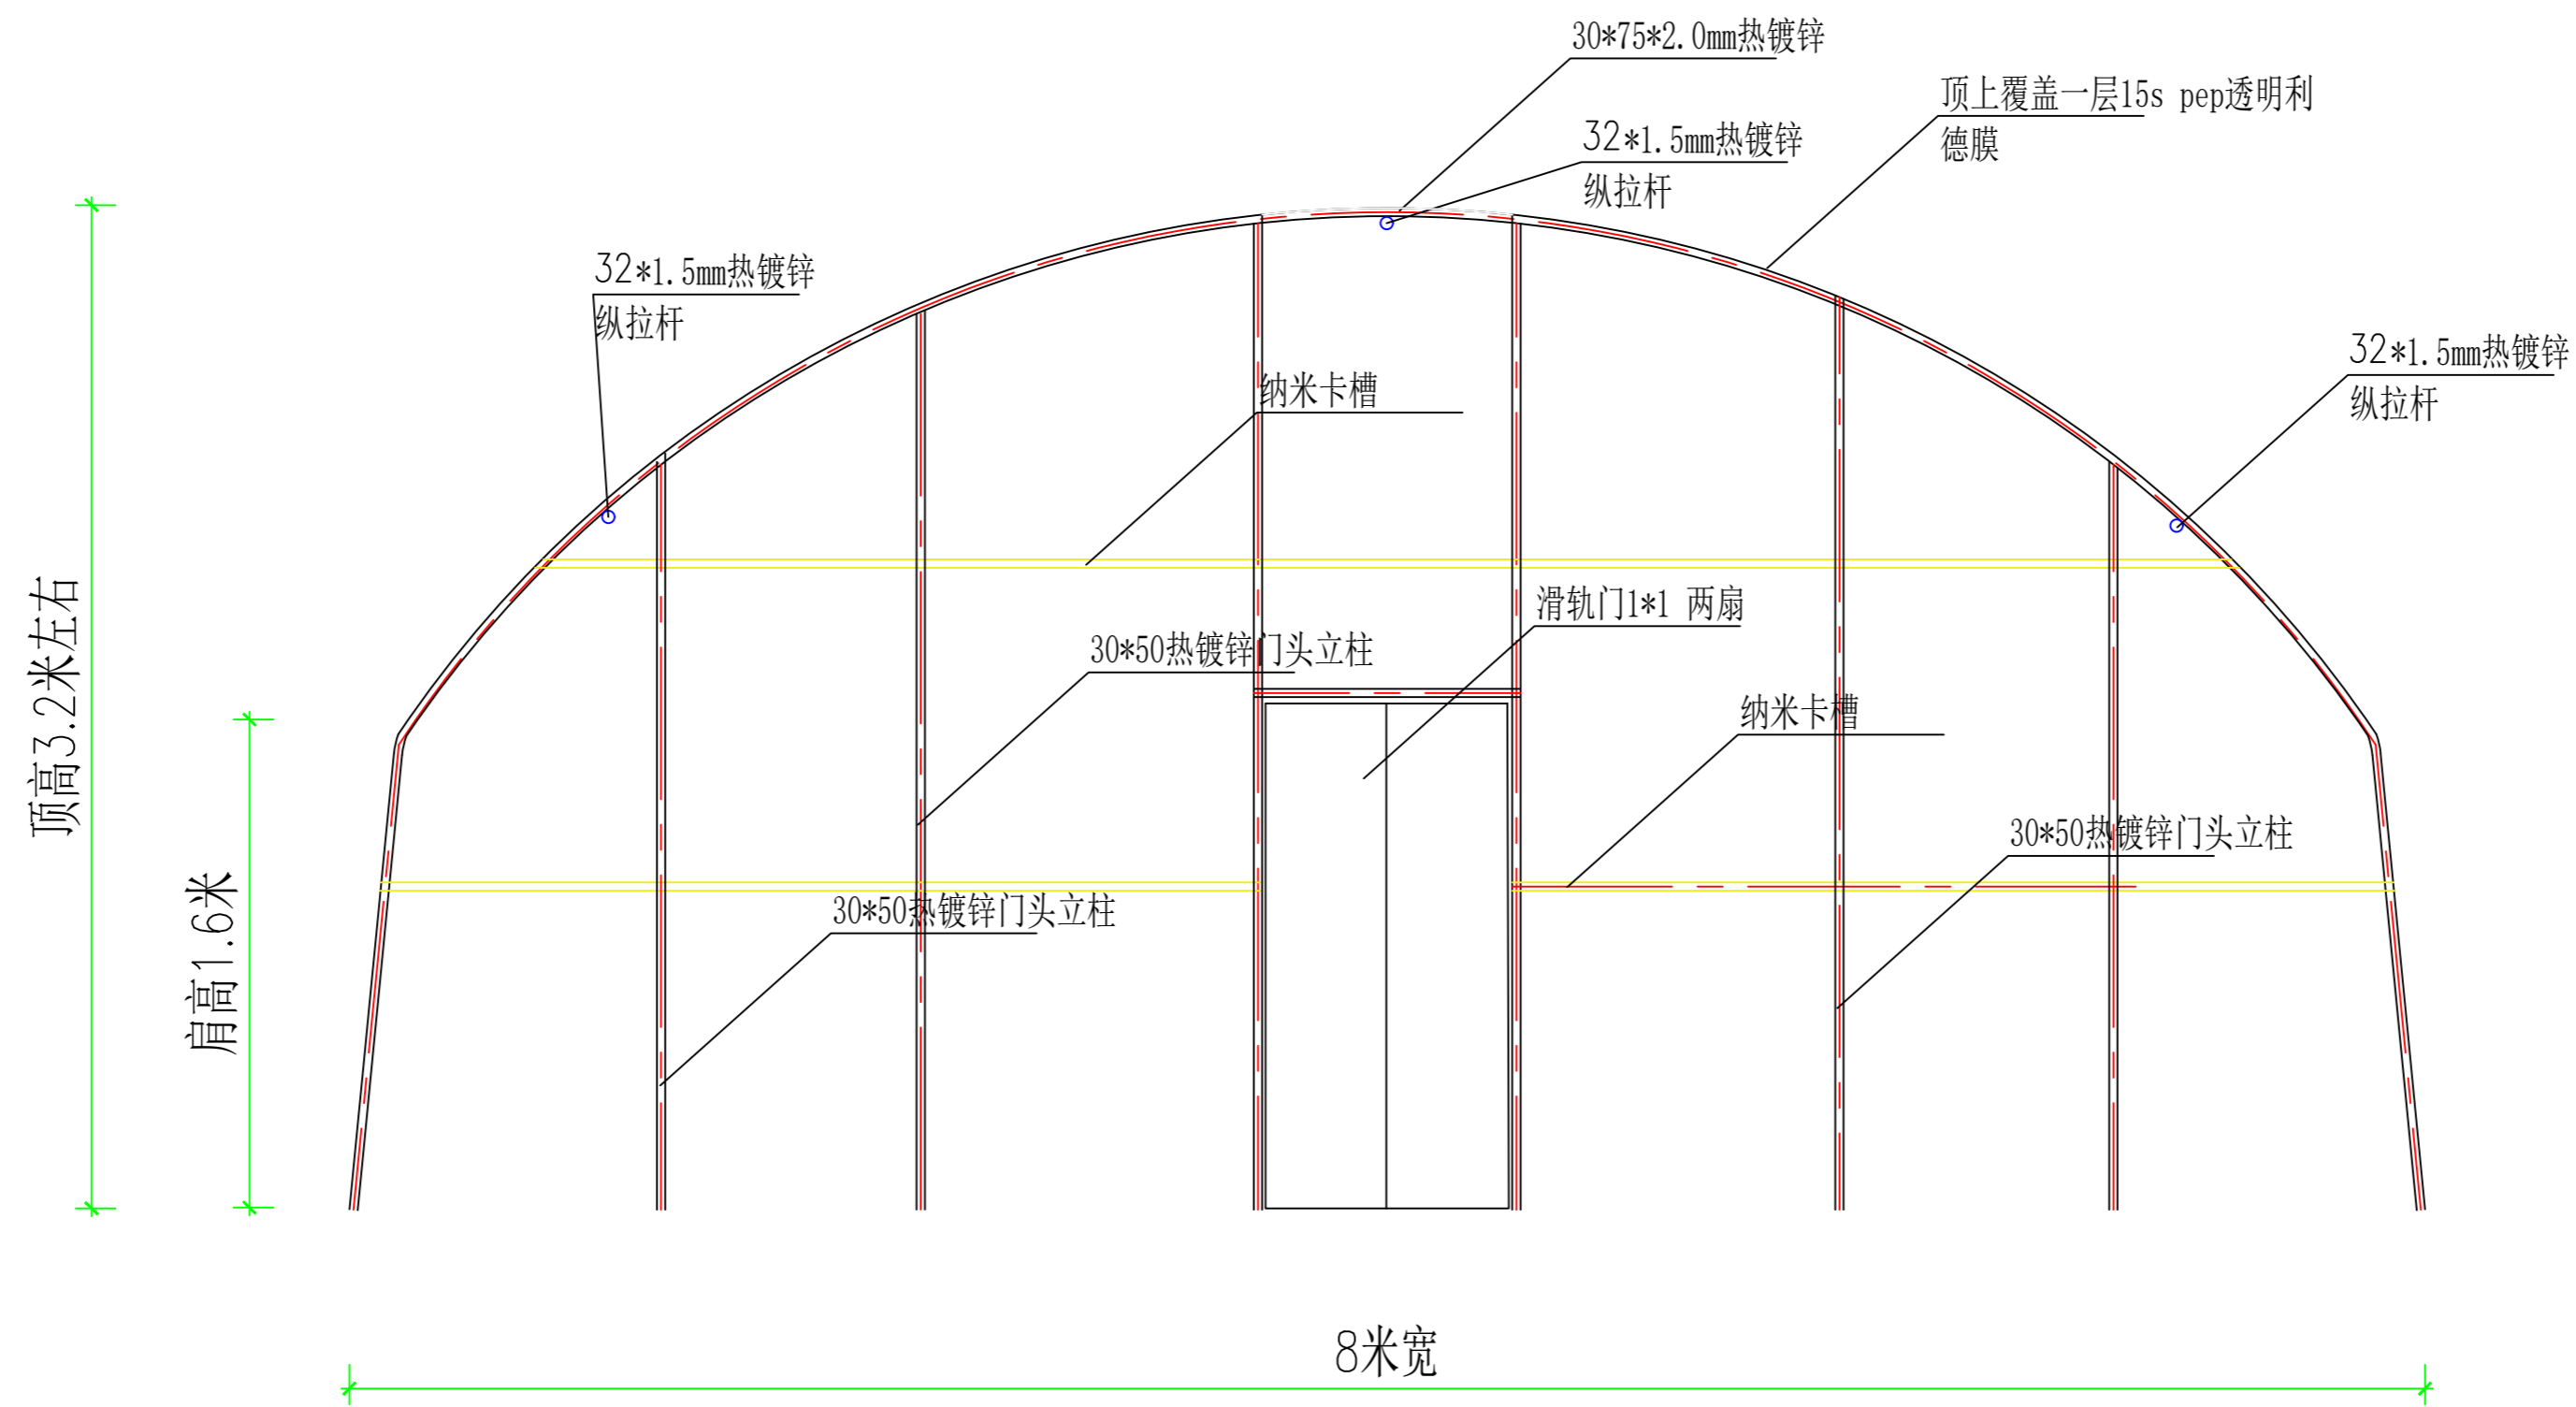 30*75*2.0mm热镀锌
顶上覆盖一层15s pep透明利
德膜
32*1.5mm热镀锌
纵拉杆
32*1.5mm热镀锌
纵拉杆
32*1.5mm热镀锌
纵拉杆
纳米卡槽
滑轨门1*1 两扇
30*50热镀锌门头立柱
纳米卡槽
30*50热镀锌门头立柱
30*50热镀锌门头立柱
顶高3.2米左右
肩高1.6米
8米宽